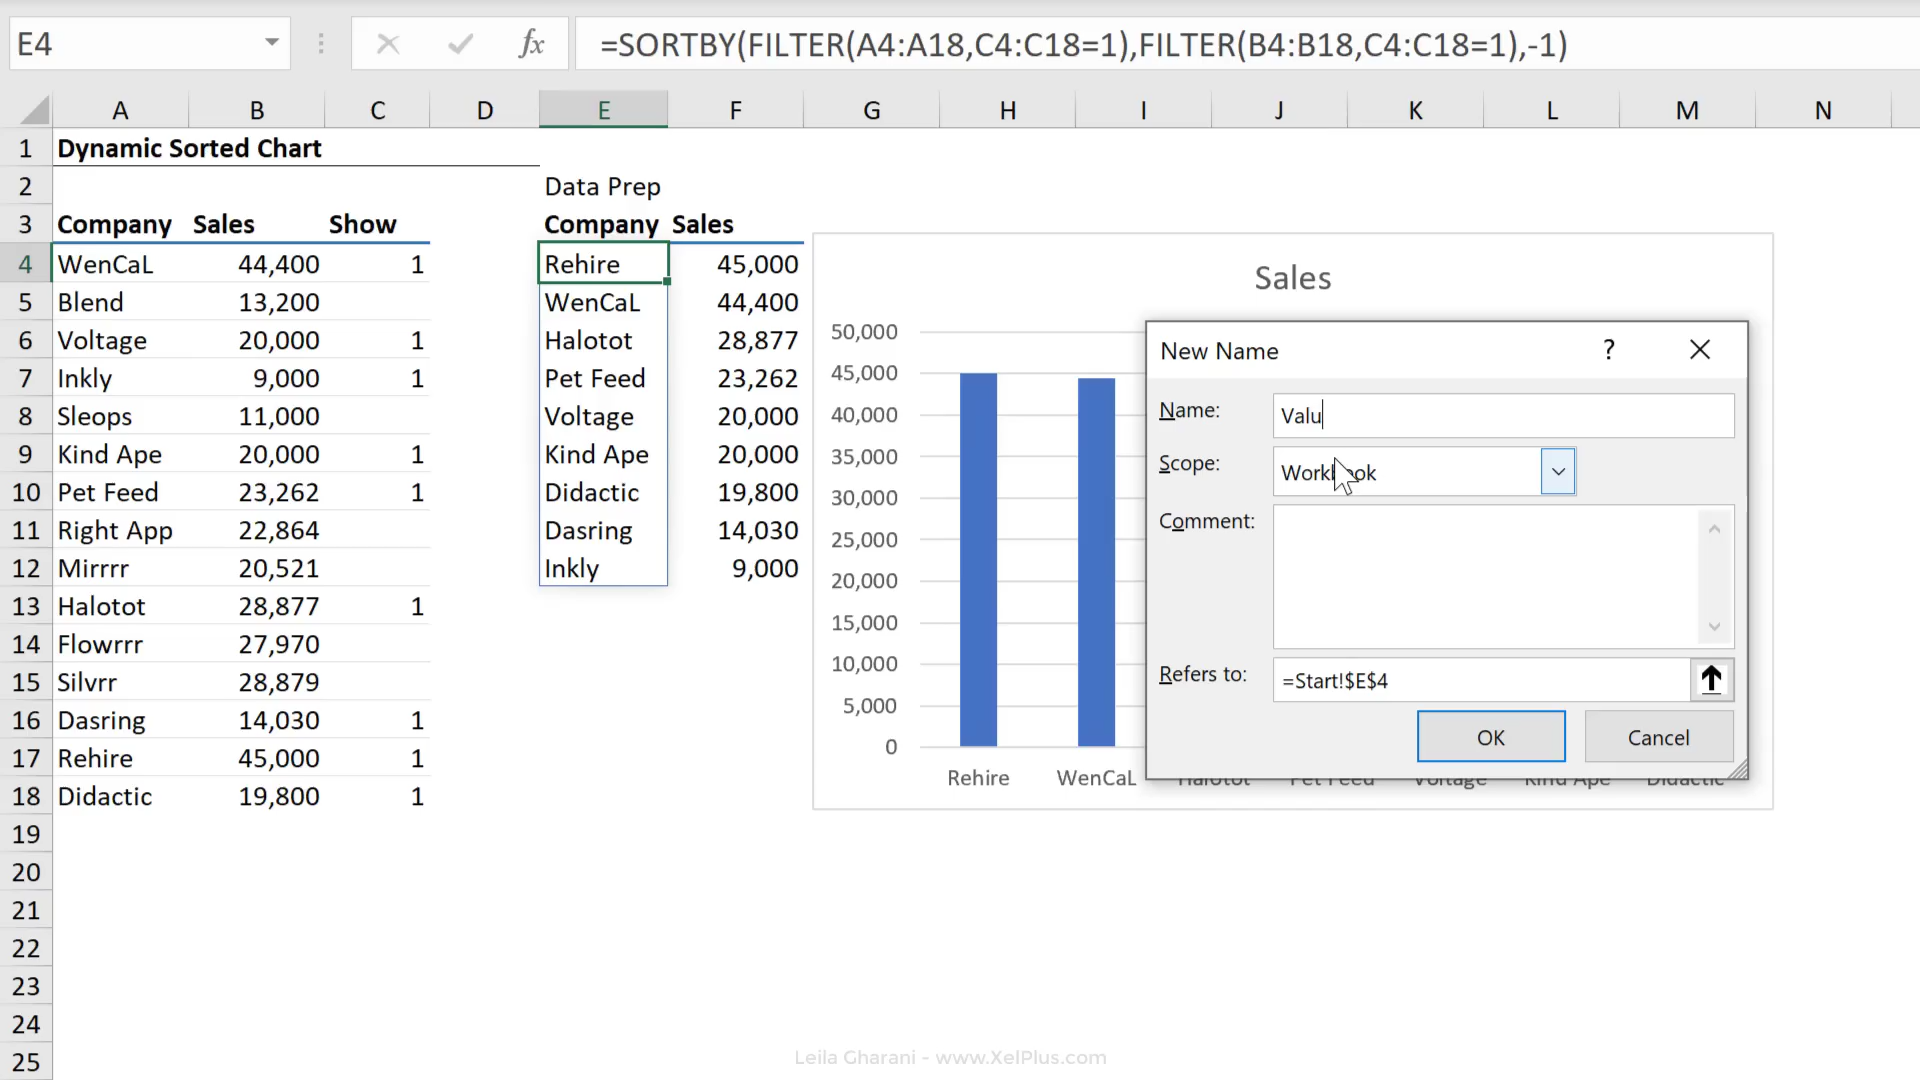 E4 fx =SORTBY(FILTER(A4:A18,C4:C18=1),FILTER(B4:B18,C4:C18=1),-1)
A B C D E F G H I J K L M N
1 Dynamic Sorted Chart
2 Data Prep
3 Company Sales Show Company Sales
4 WenCaL 44,400 1 Rehire 45,000
5 Blend 13,200 WenCaL 44,400
6 Voltage 20,000 1 Halotot 28,877
7 Inkly 9,000 1 Pet Feed 23,262
8 Sleops 11,000 Voltage 20,000
9 Kind Ape 20,000 1 Kind Ape 20,000
10 Pet Feed 23,262 1 Didactic 19,800
11 Right App 22,864 Dasring 14,030
12 Mirrrr 20,521 Inkly 9,000
13 Halotot 28,877 1
14 Flowrrr 27,970
15 Silvrr 28,879
16 Dasring 14,030 1
17 Rehire 45,000 1
18 Didactic 19,800 1
19
20
21
22
23
24
25
Sales
50,000
45,000
40,000
35,000
30,000
25,000
20,000
15,000
10,000
5,000
0
Rehire WenCaL Halotot Pet Feed Voltage Kind Ape Didactic
New Name ?
Name: Valu
Scope: Workbook
Comment:
Refers to: =Start!$E$4
OK Cancel
Leila Gharani - www.XelPlus.com